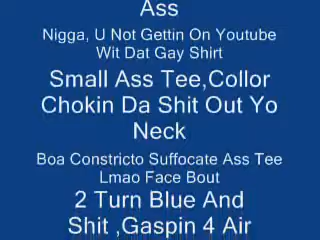 Ass
Nigga, U Not Gettin On Youtube
Wit Dat Gay Shirt
Small Ass Tee,Collor
Chokin Da Shit Out Yo
Neck
Boa Constricto Suffocate Ass Tee
Lmao Face Bout
2 Turn Blue And
Shit ,Gaspin 4 Air